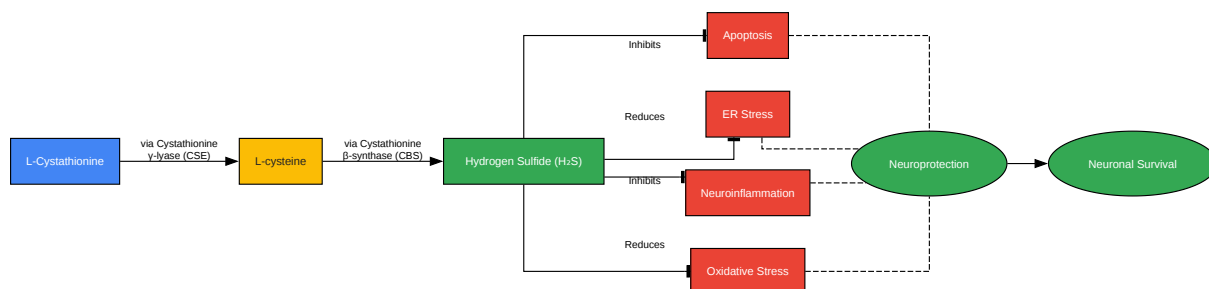 L-Cystathionine
via Cystathionine
γ-lyase (CSE)
L-cysteine
via Cystathionine
β-synthase (CBS)
Hydrogen Sulfide (H₂S)
Inhibits
Apoptosis
Reduces
ER Stress
Inhibits
Neuroinflammation
Reduces
Oxidative Stress
Neuroprotection
Neuronal Survival